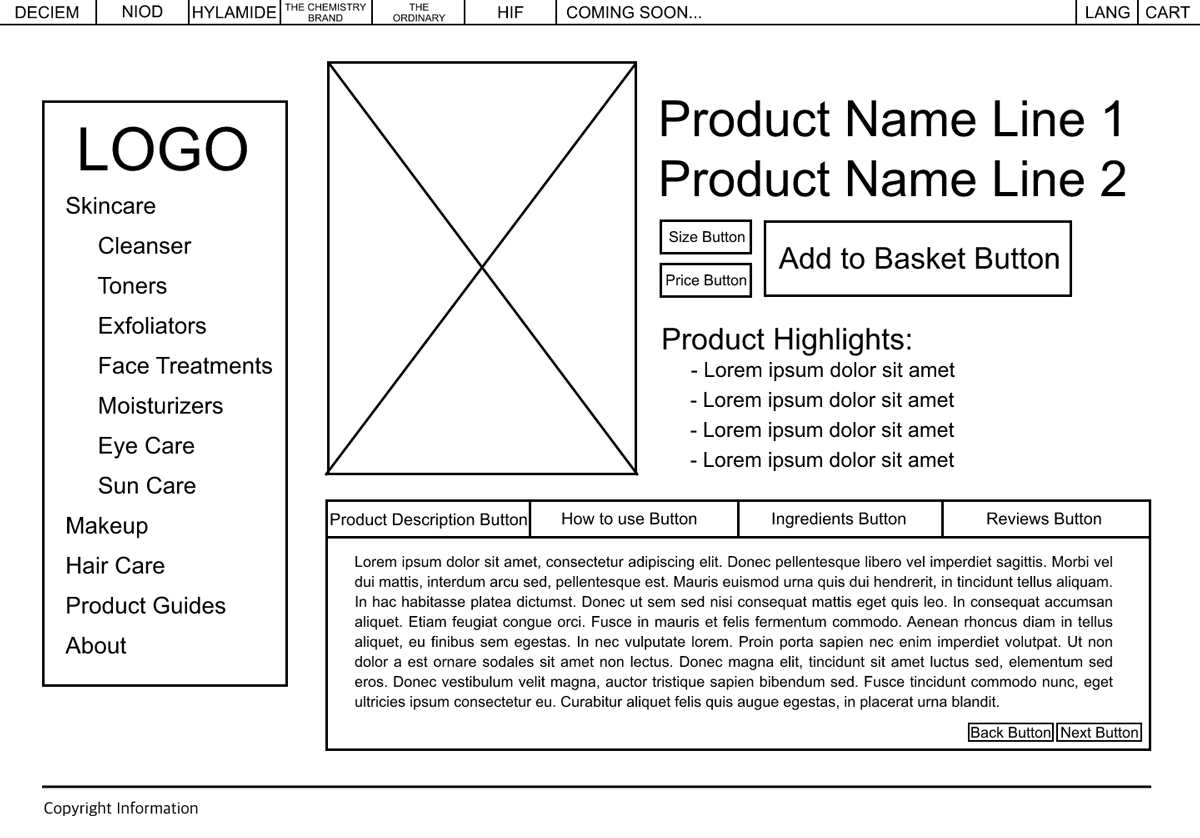 DECIEM
NIOD
HYLAMIDE
THE CHEMISTRY
BRAND
THE
ORDINARY
HIF
COMING SOON...
LANG
CART
LOGO
Skincare
Cleanser
Toners
Exfoliators
Face Treatments
Moisturizers
Eye Care
Sun Care
Makeup
Hair Care
Product Guides
About
Product Name Line 1
Product Name Line 2
Size Button
Price Button
Add to Basket Button
Product Highlights:
- Lorem ipsum dolor sit amet
- Lorem ipsum dolor sit amet
- Lorem ipsum dolor sit amet
- Lorem ipsum dolor sit amet
Product Description Button
How to use Button
Ingredients Button
Reviews Button
Lorem ipsum dolor sit amet, consectetur adipiscing elit. Donec pellentesque libero vel imperdiet sagittis. Morbi vel
dui mattis, interdum arcu sed, pellentesque est. Mauris euismod urna quis dui hendrerit, in tincidunt tellus aliquam.
In hac habitasse platea dictumst. Donec ut sem sed nisi consequat mattis eget quis leo. In consequat accumsan
aliquet. Etiam feugiat congue orci. Fusce in mauris et felis fermentum commodo. Aenean rhoncus diam in tellus
aliquet, eu finibus sem egestas. In nec vulputate lorem. Proin porta sapien nec enim imperdiet volutpat. Ut non
dolor a est ornare sodales sit amet non lectus. Donec magna elit, tincidunt sit amet luctus sed, elementum sed
eros. Donec vestibulum velit magna, auctor tristique sapien bibendum sed. Fusce tincidunt commodo nunc, eget
ultricies ipsum consectetur eu. Curabitur aliquet felis quis augue egestas, in placerat urna blandit.
Back Button
Next Button
Copyright Information